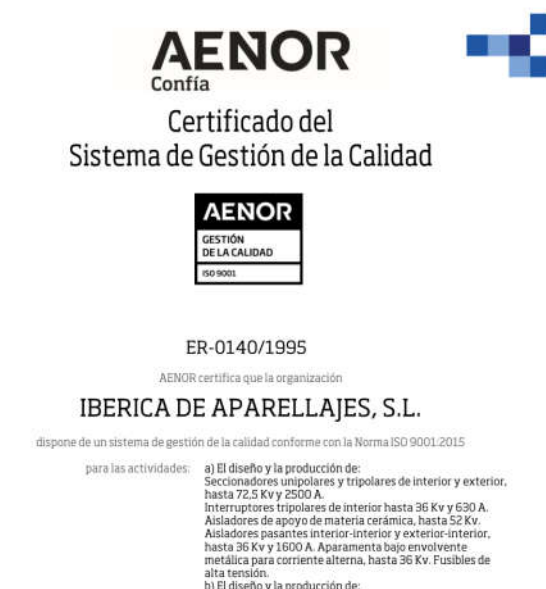 AENOR
Confía
Certificado del
Sistema de Gestión de la Calidad
AENOR
GESTIÓN
DE LA CALIDAD
ISO 9001
ER-0140/1995
AENOR certifica que la organización
IBERICA DE APARELLAJES, S.L.
dispone de un sistema de gestión de la calidad conforme con la Norma ISO 9001:2015
para las actividades: a) El diseño y la producción de:
Seccionadores unipolares y tripolares de interior y exterior,
hasta 72,5 Kv y 2500 A.
Interruptores tripolares de interior hasta 36 Kv y 630 A.
Aisladores de apoyo de materia cerámica, hasta 52 Kv.
Aisladores pasantes interior-interior y exterior-interior,
hasta 36 Kv y 1600 A. Aparamenta bajo envolvente
metálica para corriente alterna, hasta 36 Kv. Fusibles de
alta tensión.
b) El diseño y la producción de: